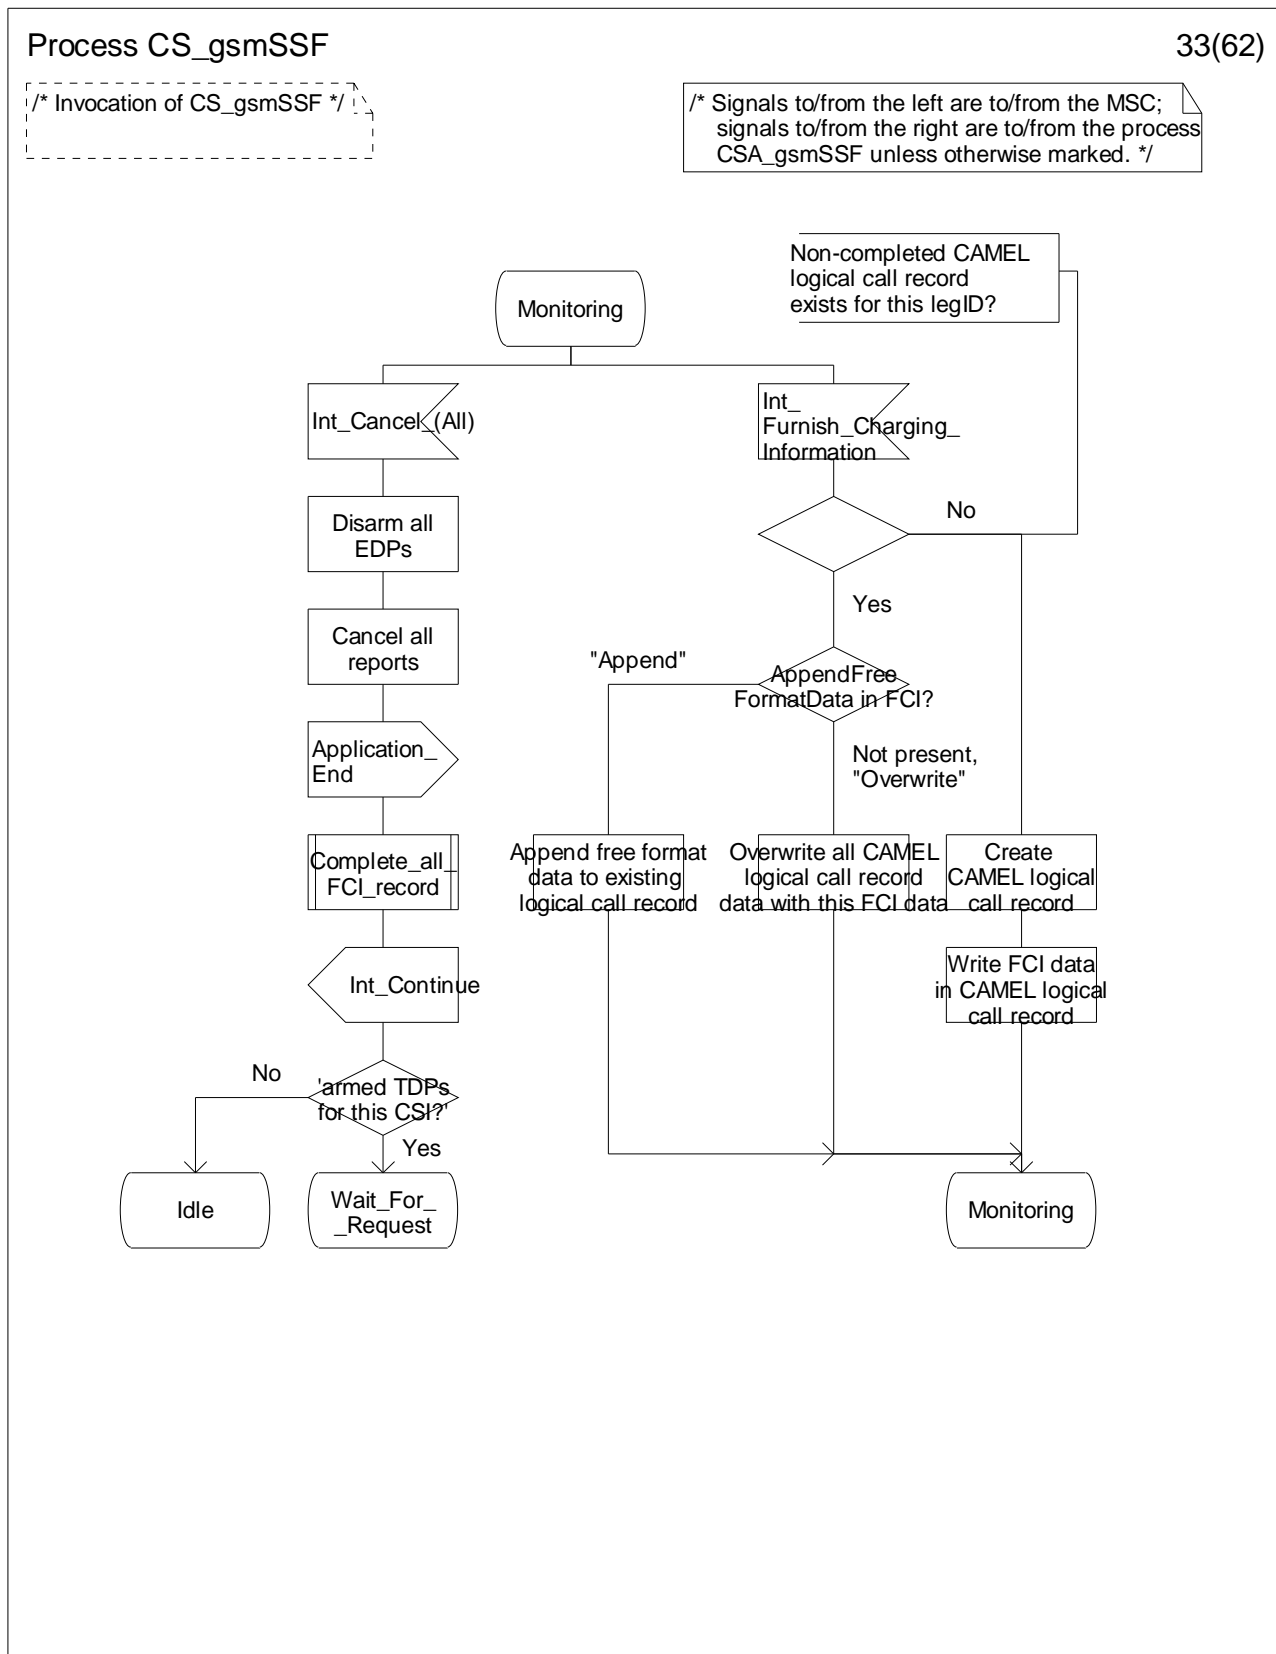 Process CS_gsmSSF
33(62)
/* Invocation of CS_gsmSSF */
/* Signals to/from the left are to/from the MSC;
signals to/from the right are to/from the process
CSA_gsmSSF unless otherwise marked. */
Non-completed CAMEL
logical call record
exists for this legID?
Monitoring
Int_Cancel_(All)
Int_
Furnish_Charging_
Information
Disarm all
EDPs
No
Yes
Cancel all
reports
"Append"
AppendFree
FormatData in FCI?
Application_
End
Not present,
"Overwrite"
Complete_all_
FCI_record
Append free format
data to existing
logical call record
Overwrite all CAMEL
logical call record
data with this FCI data
Create
CAMEL logical
call record
Int_Continue
Write FCI data
in CAMEL logical
call record
No
'armed TDPs
for this CSI?'
Yes
Idle
Wait_For_
_Request
Monitoring